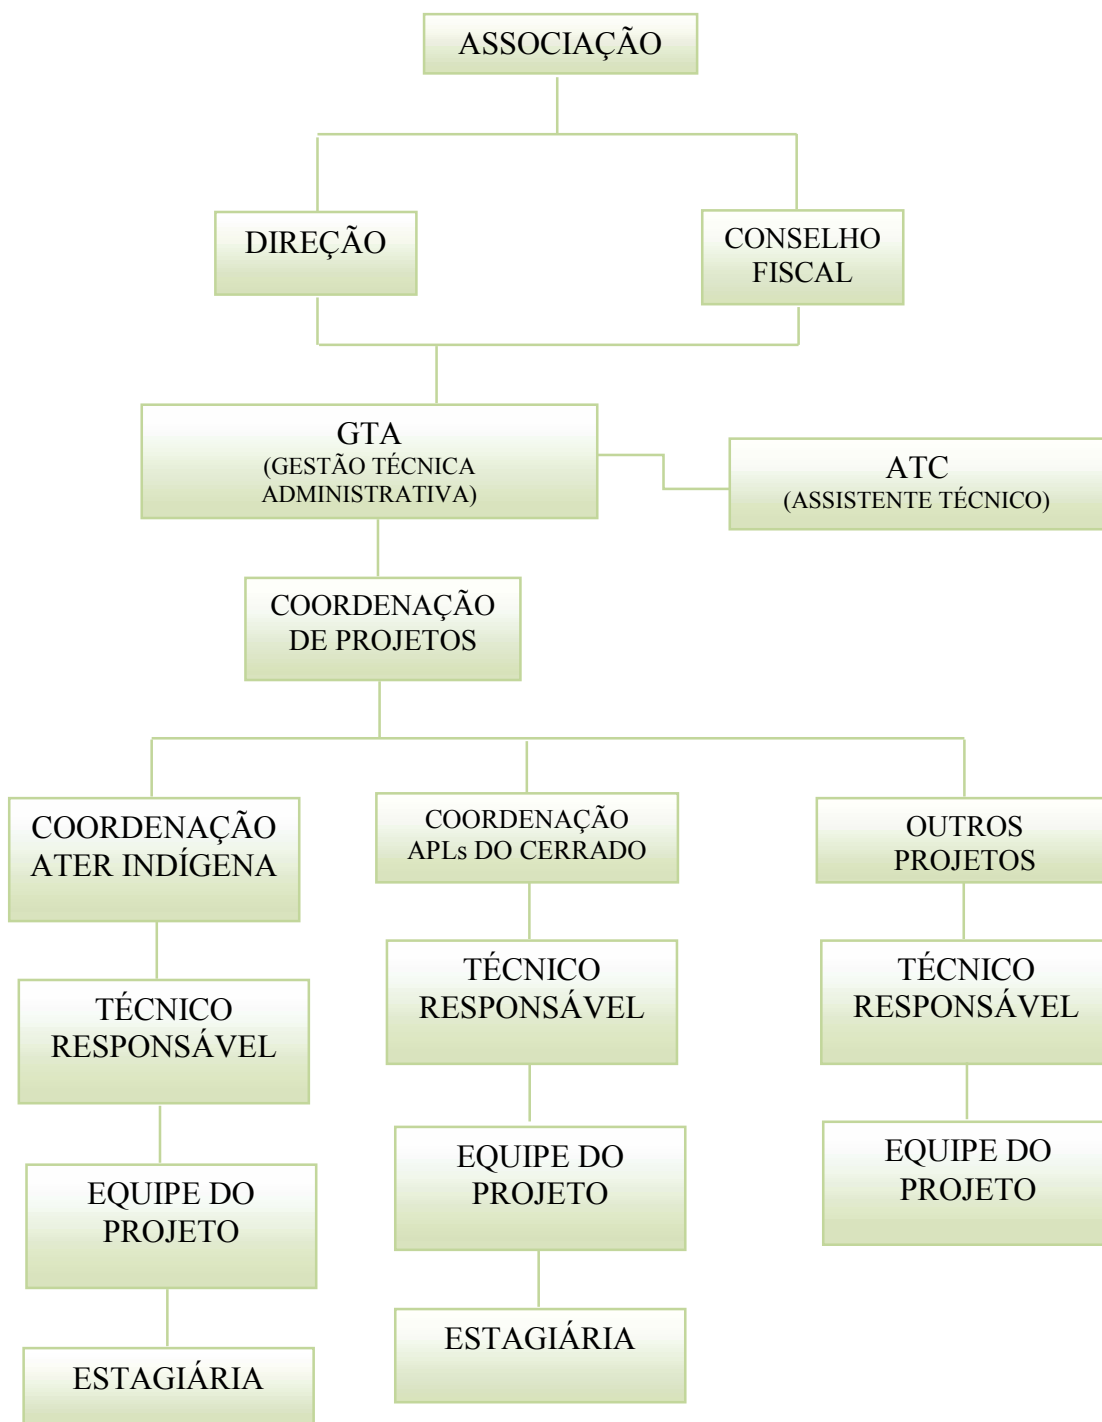 ASSOCIAÇÃO
DIREÇÃO
CONSELHO
FISCAL
GTA
(GESTÃO TÉCNICA
ADMINISTRATIVA)
ATC
(ASSISTENTE TÉCNICO)
COORDENAÇÃO
DE PROJETOS
COORDENAÇÃO
ATER INDÍGENA
COORDENAÇÃO
APLs DO CERRADO
OUTROS
PROJETOS
TÉCNICO
RESPONSÁVEL
TÉCNICO
RESPONSÁVEL
TÉCNICO
RESPONSÁVEL
EQUIPE DO
PROJETO
EQUIPE DO
PROJETO
EQUIPE DO
PROJETO
ESTAGIÁRIA
ESTAGIÁRIA